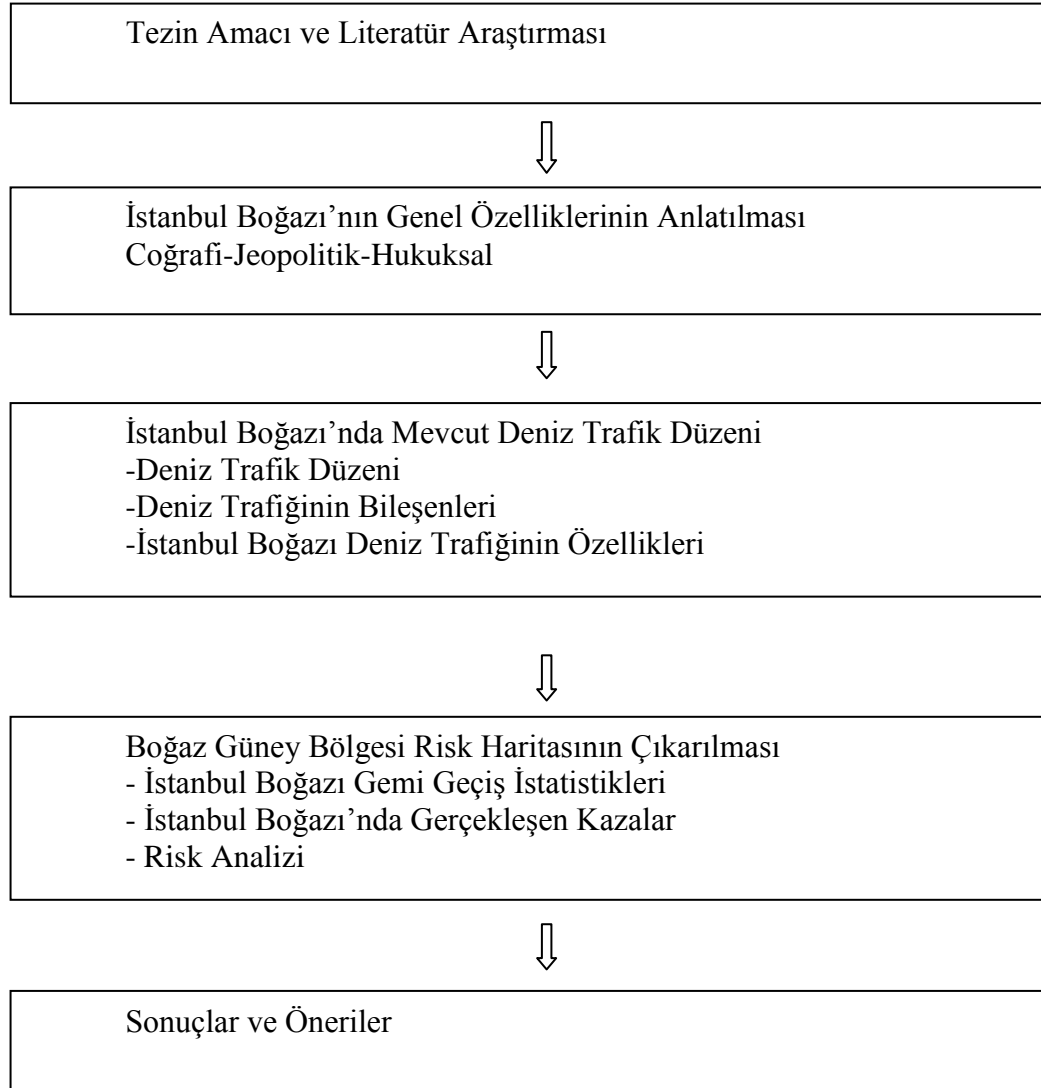 Tezin Amacı ve Literatür Araştırması
İstanbul Boğazı’nın Genel Özelliklerinin Anlatılması
Coğrafi-Jeopolitik-Hukuksal
İstanbul Boğazı’nda Mevcut Deniz Trafik Düzeni
-Deniz Trafik Düzeni
-Deniz Trafiğinin Bileşenleri
-İstanbul Boğazı Deniz Trafiğinin Özellikleri
Boğaz Güney Bölgesi Risk Haritasının Çıkarılması
- İstanbul Boğazı Gemi Geçiş İstatistikleri
- İstanbul Boğazı’nda Gerçekleşen Kazalar
- Risk Analizi
Sonuçlar ve Öneriler